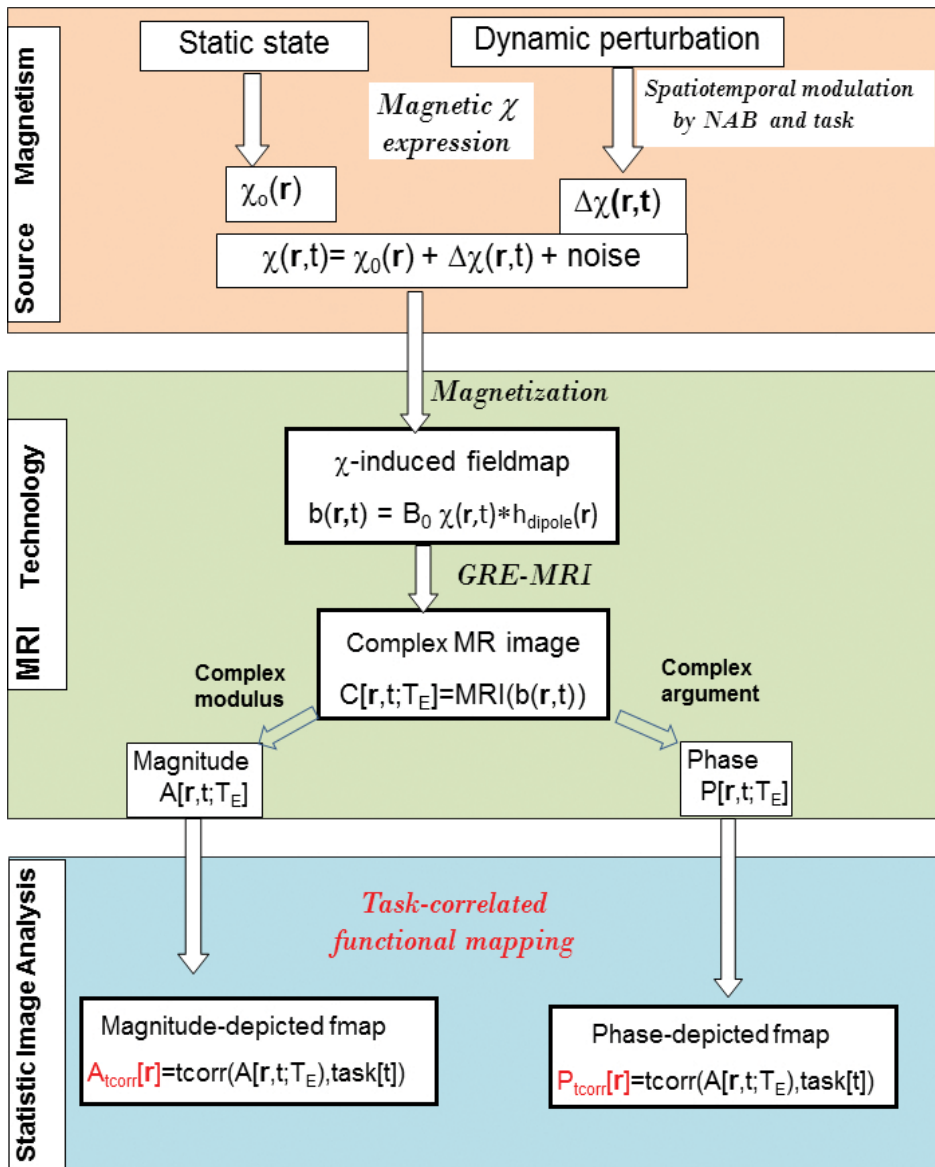 Source Magnetism
Static state
Dynamic perturbation
Magnetic χ
expression
Spatiotemporal modulation
by NAB and task
χ₀(r)
Δχ(r,t)
χ(r,t)= χ₀(r) + Δχ(r,t) + noise
MRI Technology
Magnetization
χ-induced fieldmap
b(r,t) = B₀ χ(r,t)*h_dipole(r)
GRE-MRI
Complex MR image
C[r,t;T_E]=MRI(b(r,t))
Complex
modulus
Complex
argument
Magnitude
A[r,t;T_E]
Phase
P[r,t;T_E]
Statistic Image Analysis
Task-correlated
functional mapping
Magnitude-depicted fmap
A_tcorr[r]=tcorr(A[r,t;T_E),task[t])
Phase-depicted fmap
P_tcorr[r]=tcorr(A[r,t;T_E),task[t])